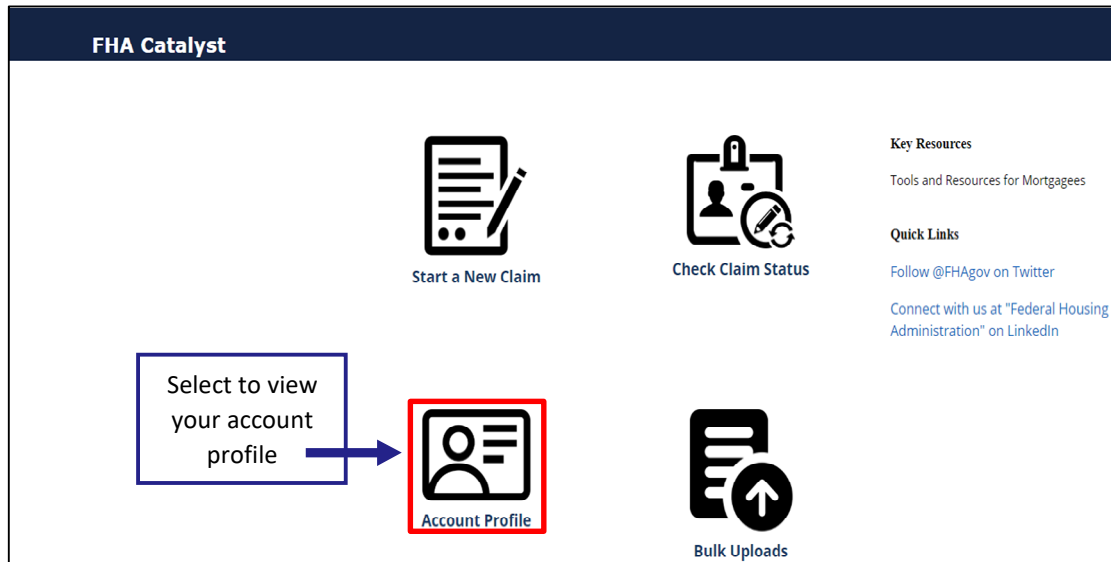 FHA Catalyst
Start a New Claim
Check Claim Status
Key Resources
Tools and Resources for Mortgagees
Quick Links
Follow @FHAgov on Twitter
Connect with us at "Federal Housing
Administration" on LinkedIn
Select to view
your account
profile
Account Profile
Bulk Uploads